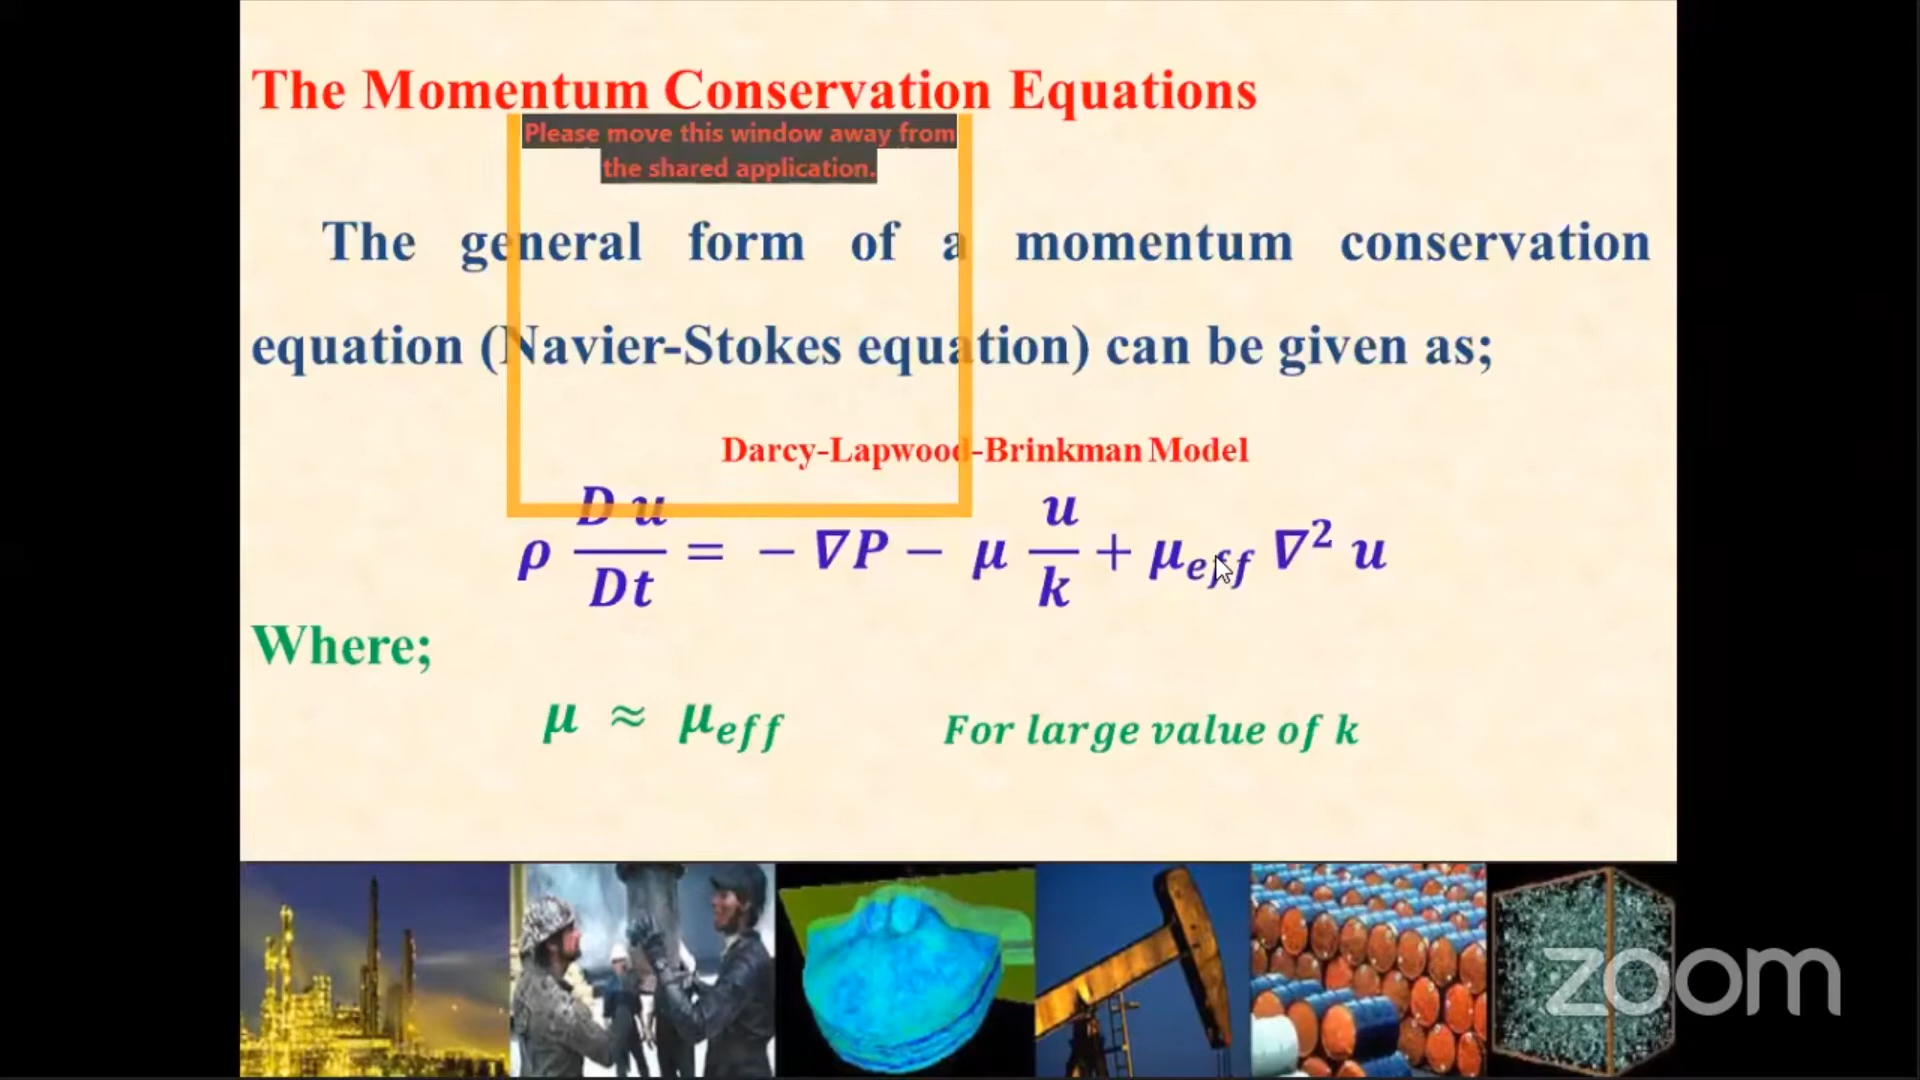 The Momentum Conservation Equations
Please move this window away from
the shared application.
The general form of a momentum conservation
equation (Navier-Stokes equation) can be given as;
Darcy-Lapwood-Brinkman Model
ρ D u / Dt = − ∇P − μ u / k + μ_eff ∇² u
Where;
μ ≈ μ_eff For large value of k
zoom